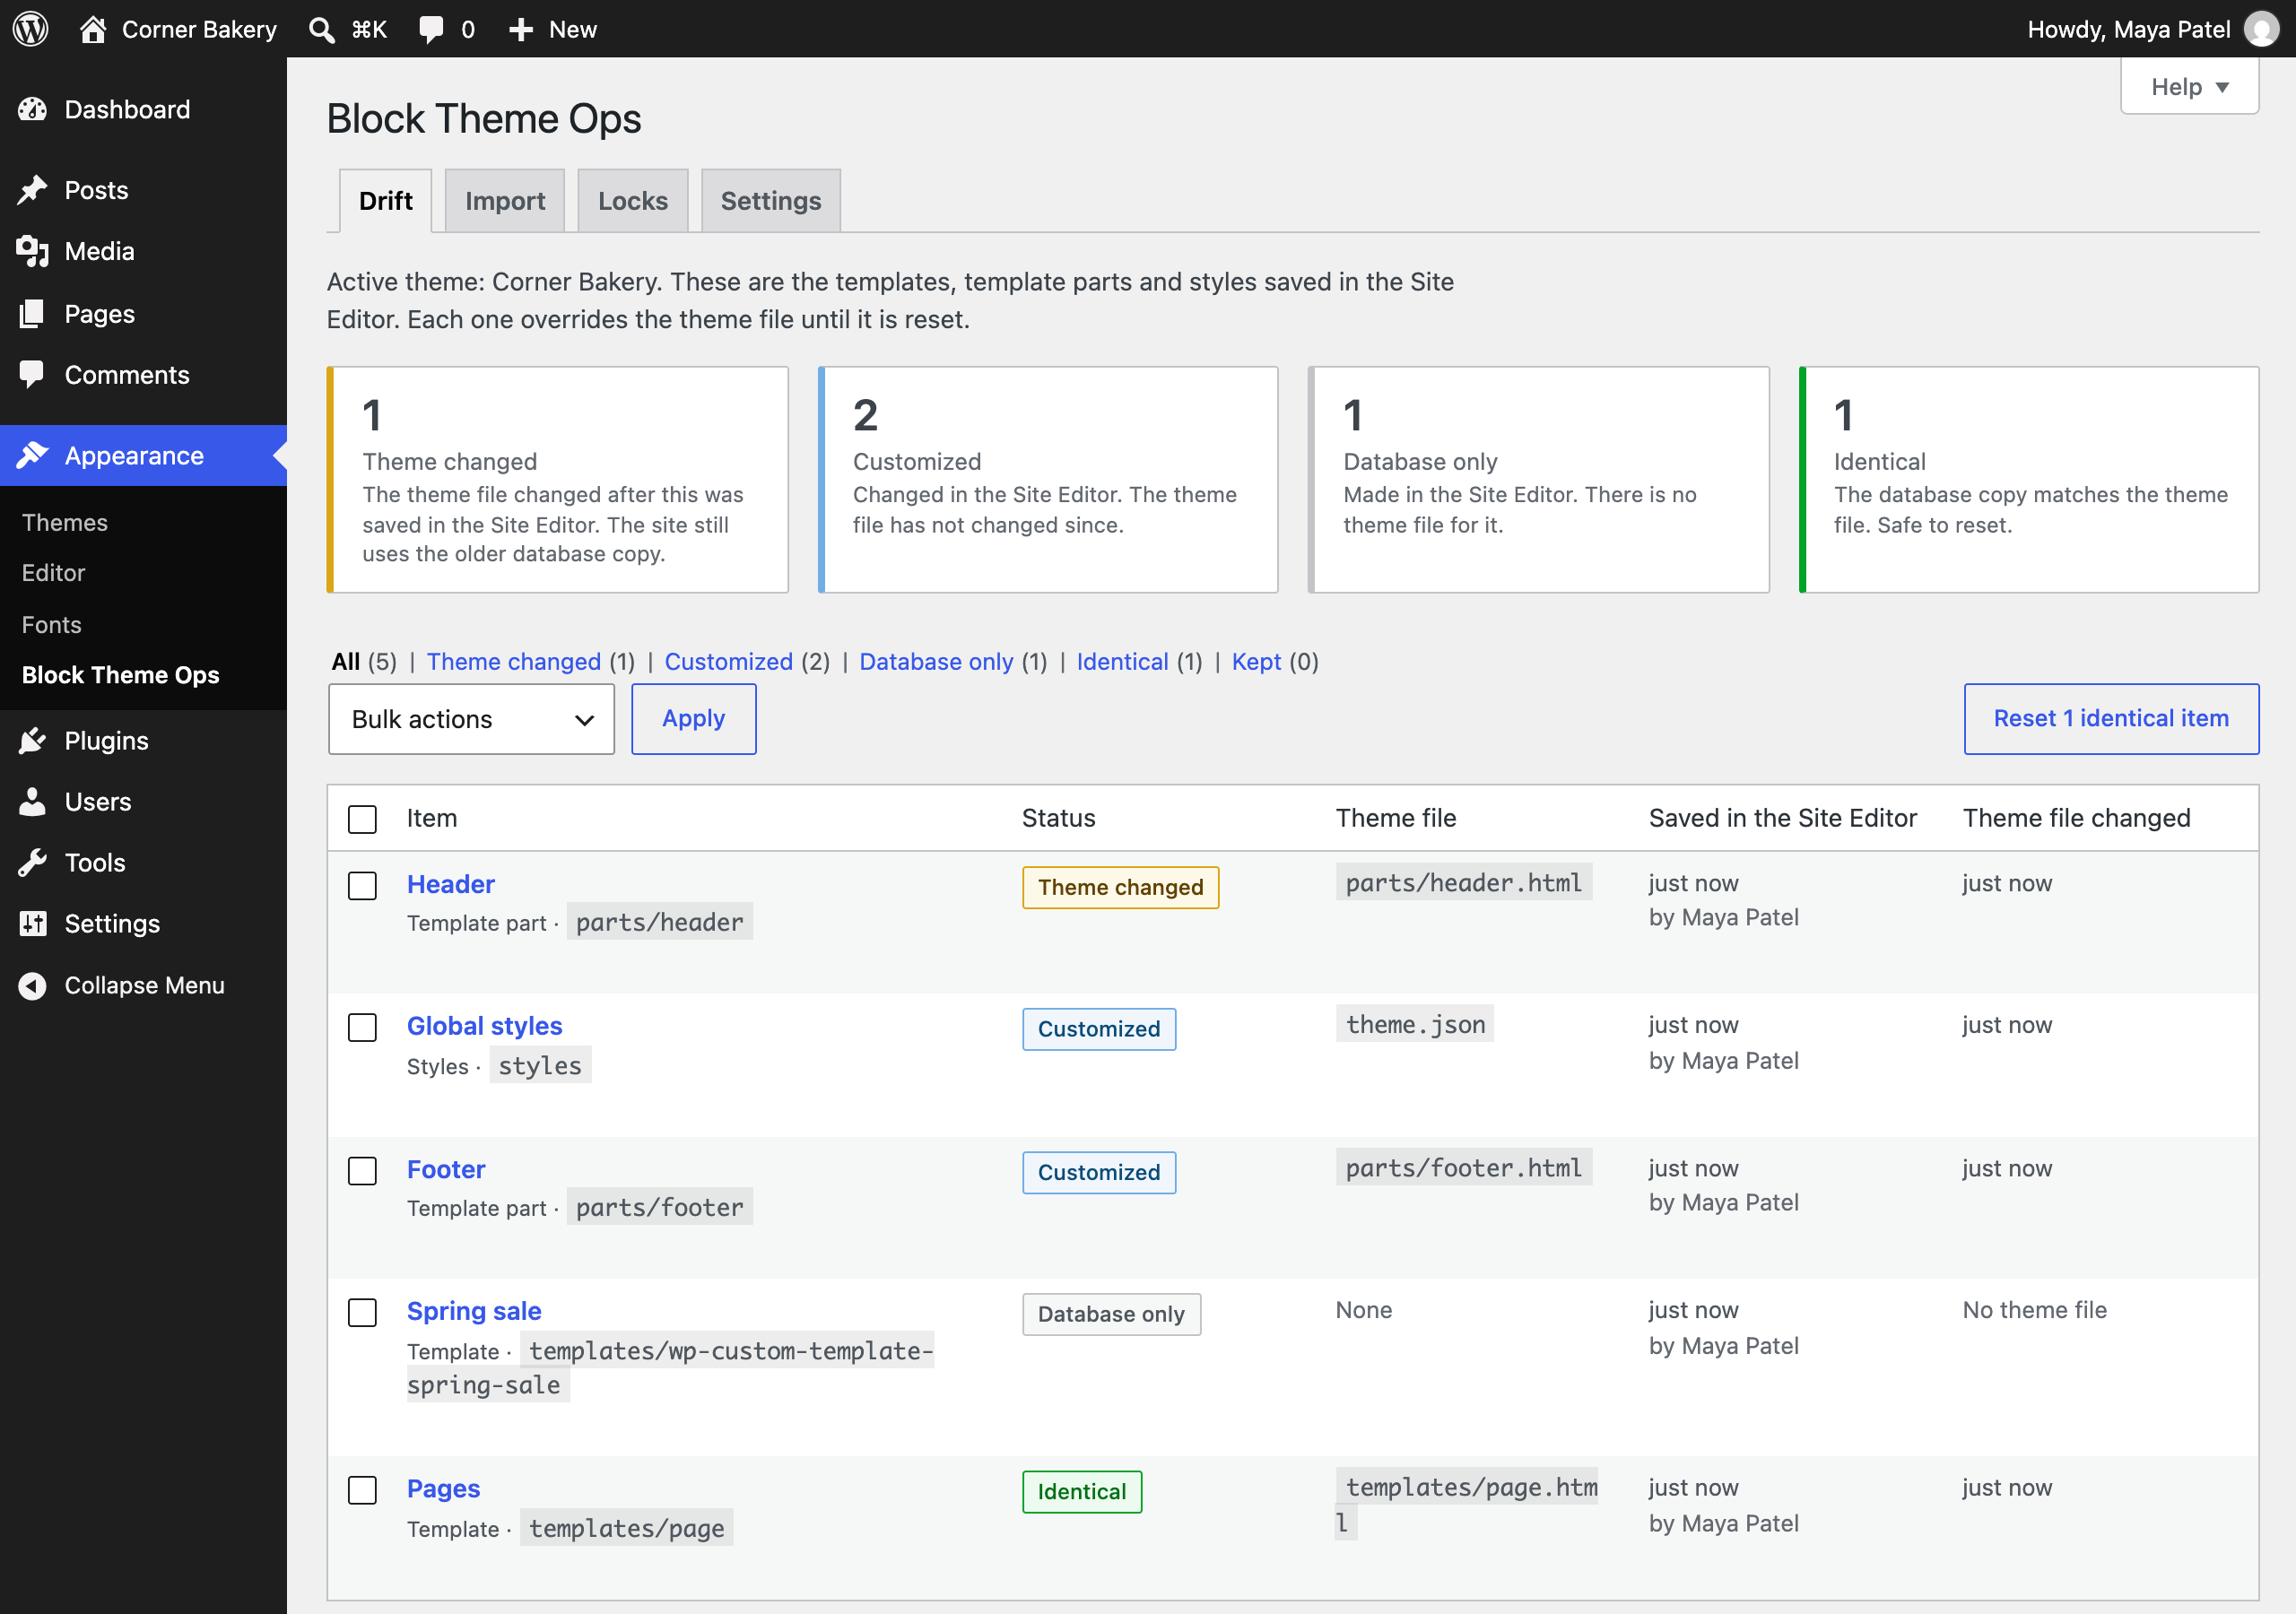 Corner Bakery ⌘K 0 New Howdy, Maya Patel
Help ▼
Dashboard
Posts
Media
Pages
Comments
Appearance
Themes
Editor
Fonts
Block Theme Ops
Plugins
Users
Tools
Settings
Collapse Menu
Block Theme Ops
Drift Import Locks Settings
Active theme: Corner Bakery. These are the templates, template parts and styles saved in the Site
Editor. Each one overrides the theme file until it is reset.
1
Theme changed
The theme file changed after this was
saved in the Site Editor. The site still
uses the older database copy.
2
Customized
Changed in the Site Editor. The theme
file has not changed since.
1
Database only
Made in the Site Editor. There is no
theme file for it.
1
Identical
The database copy matches the theme
file. Safe to reset.
All (5) | Theme changed (1) | Customized (2) | Database only (1) | Identical (1) | Kept (0)
Bulk actions Apply Reset 1 identical item
Item Status Theme file Saved in the Site Editor Theme file changed
Header Theme changed parts/header.html just now just now
Template part · parts/header by Maya Patel
Global styles Customized theme.json just now just now
Styles · styles by Maya Patel
Footer Customized parts/footer.html just now just now
Template part · parts/footer by Maya Patel
Spring sale Database only None just now No theme file
Template · templates/wp-custom-template- by Maya Patel
spring-sale
Pages Identical templates/page.htm just now just now
Template · templates/page l by Maya Patel